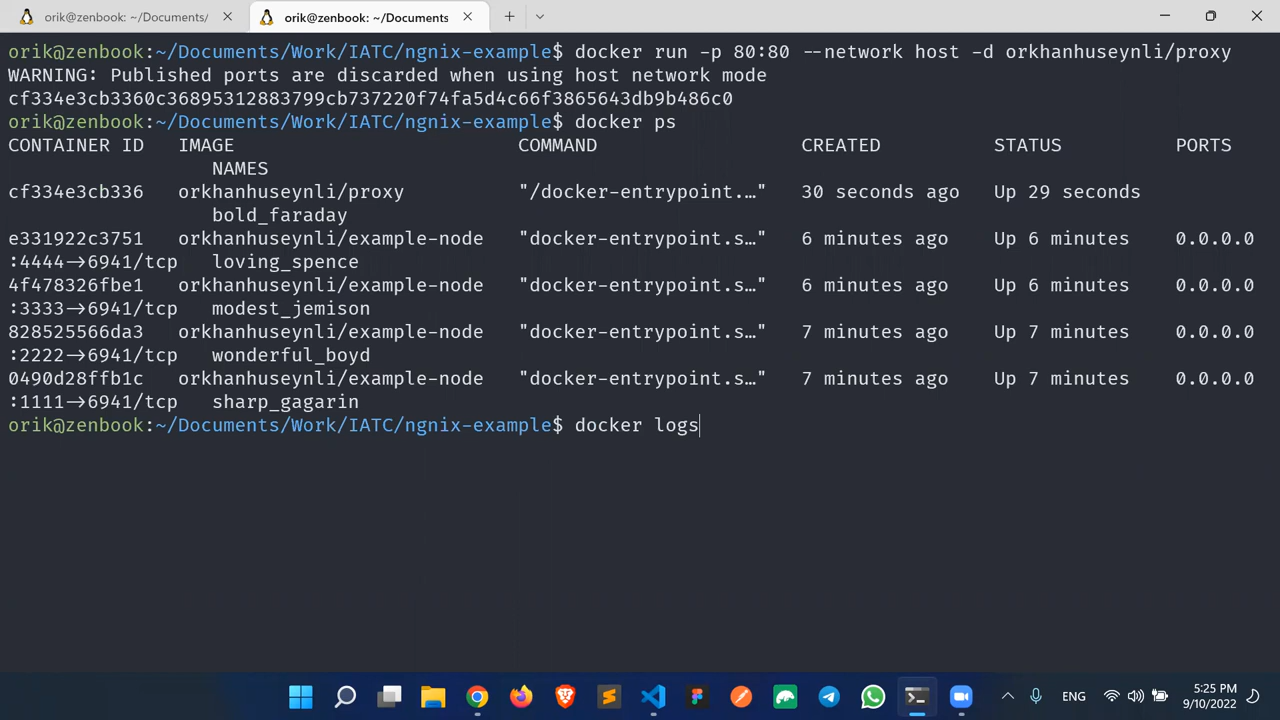 orik@zenbook: ~/Documents/
orik@zenbook: ~/Documents
orik@zenbook:~/Documents/Work/IATC/ngnix-example$ docker run -p 80:80 --network host -d orkhanhuseynli/proxy
WARNING: Published ports are discarded when using host network mode
cf334e3cb3360c36895312883799cb737220f74fa5d4c66f3865643db9b486c0
orik@zenbook:~/Documents/Work/IATC/ngnix-example$ docker ps
CONTAINER ID   IMAGE                         COMMAND                  CREATED          STATUS          PORTS
                  NAMES
cf334e3cb336   orkhanhuseynli/proxy          "/docker-entrypoint.…"   30 seconds ago   Up 29 seconds
                  bold_faraday
e331922c3751   orkhanhuseynli/example-node   "docker-entrypoint.s…"   6 minutes ago    Up 6 minutes    0.0.0.0
:4444->6941/tcp   loving_spence
4f478326fbe1   orkhanhuseynli/example-node   "docker-entrypoint.s…"   6 minutes ago    Up 6 minutes    0.0.0.0
:3333->6941/tcp   modest_jemison
828525566da3   orkhanhuseynli/example-node   "docker-entrypoint.s…"   7 minutes ago    Up 7 minutes    0.0.0.0
:2222->6941/tcp   wonderful_boyd
0490d28ffb1c   orkhanhuseynli/example-node   "docker-entrypoint.s…"   7 minutes ago    Up 7 minutes    0.0.0.0
:1111->6941/tcp   sharp_gagarin
orik@zenbook:~/Documents/Work/IATC/ngnix-example$ docker logs
ENG
5:25 PM
9/10/2022